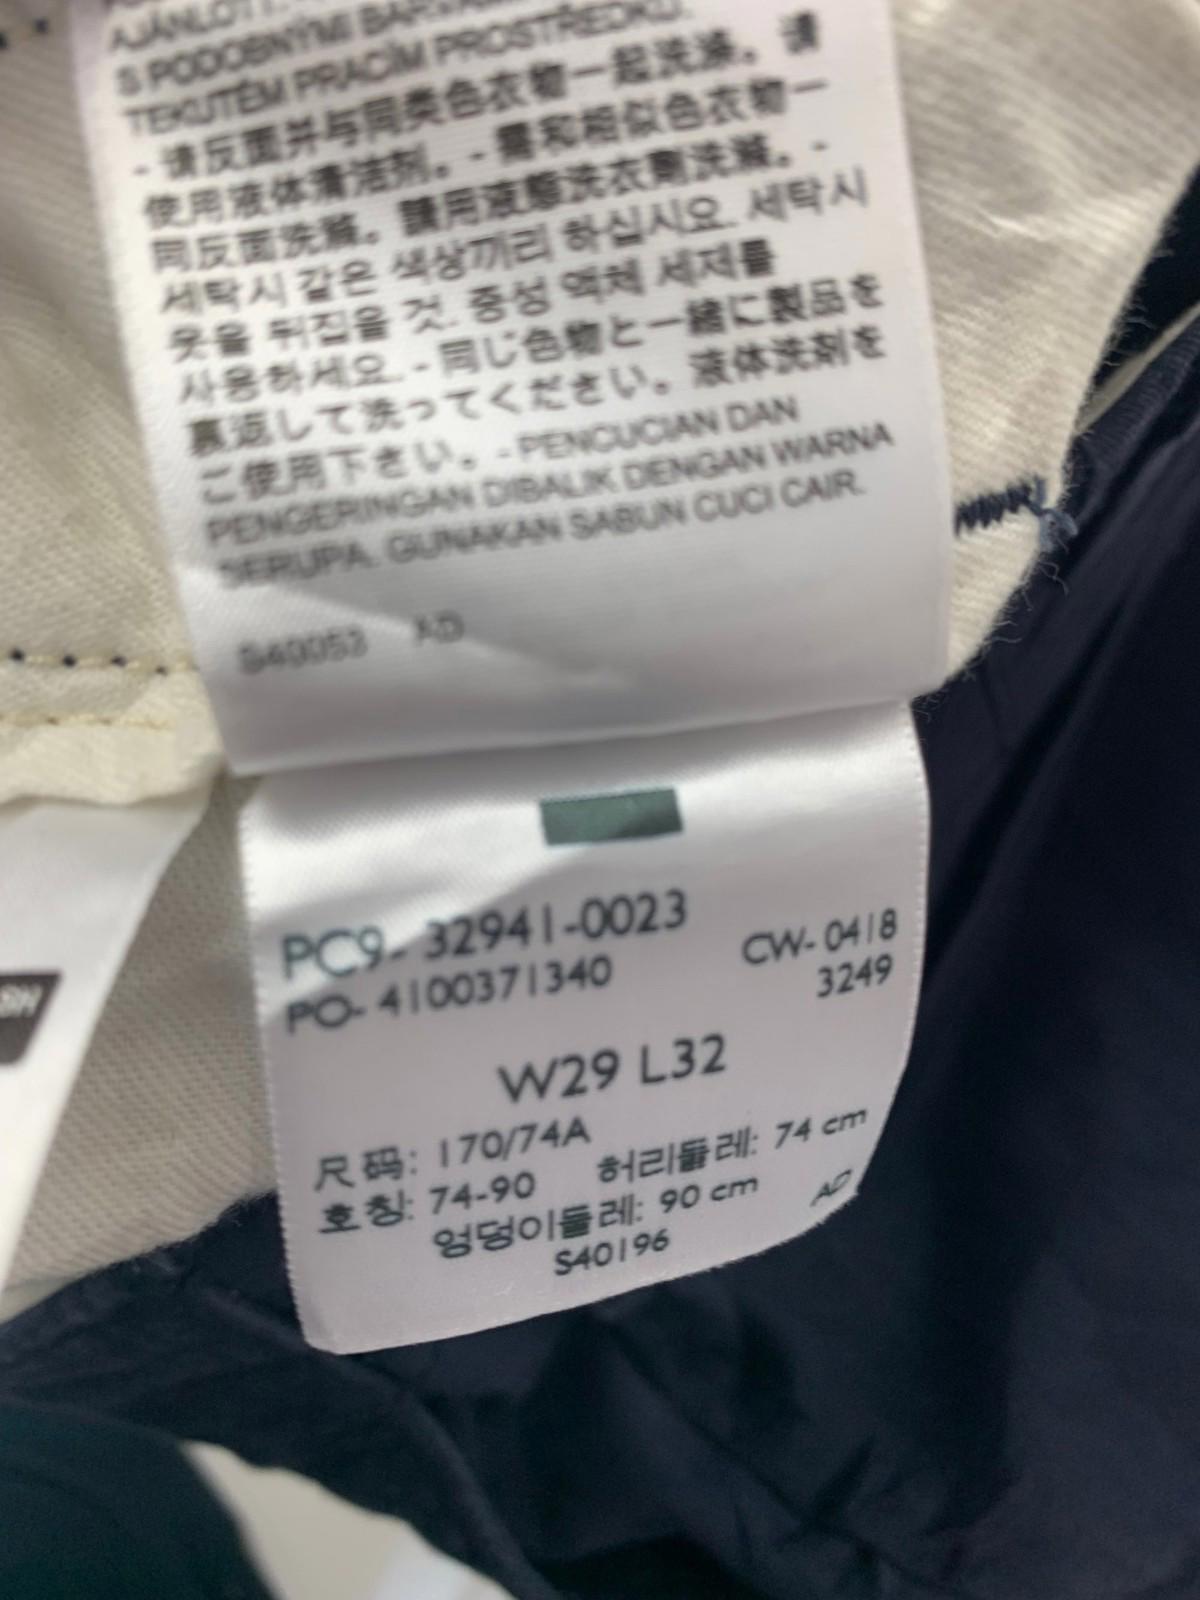 AJÁNLOTT.
S PODOBNÝMI BARVAMI
TEKUTÉM PRACÍM PROSTŘEDKU.
- 请反面并与同类色衣物一起洗涤。请
使用液体清洁剂。- 需和相似色衣物一
同反面洗滌。請用液態洗衣劑洗滌。-
세탁시 같은 색상끼리 하십시요. 세탁시
옷을 뒤집을 것. 중성 액체 세제를
사용하세요. - 同じ色物と一緒に製品を
裏返して洗ってください。液体洗剤を
ご使用下さい。- PENCUCIAN DAN
PENGERINGAN DIBALIK DENGAN WARNA
SERUPA. GUNAKAN SABUN CUCI CAIR.
S40053 AD
PC9- 32941-0023
CW- 0418
PO- 4100371340
3249
W29 L32
尺码: 170/74A
호칭: 74-90 허리둘레: 74 cm
엉덩이둘레: 90 cm AD
S40196